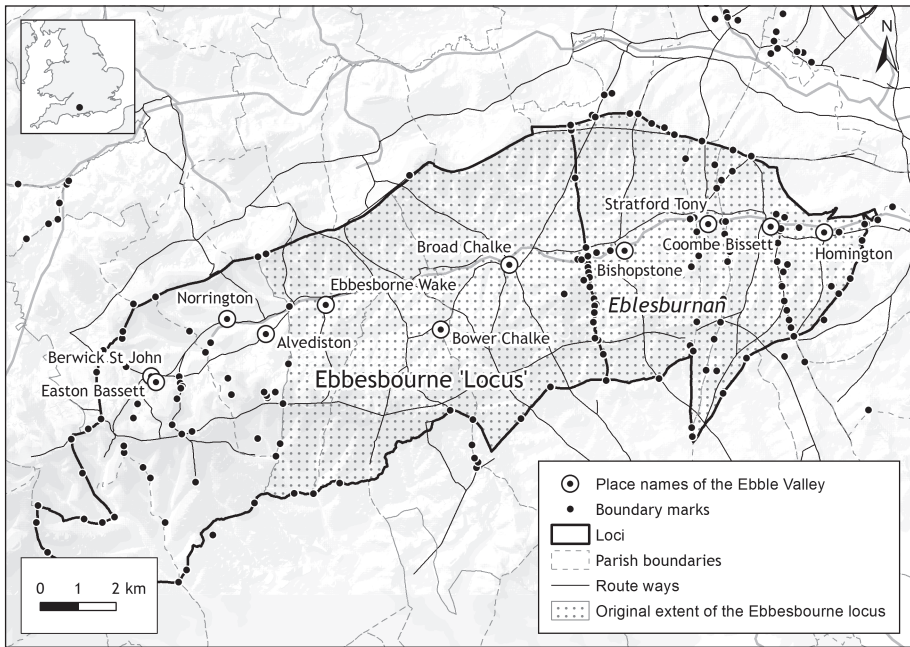 N
Stratford Tony
Coombe Bissett
Homington
Broad Chalke
Bishopstone
Ebbesborne Wake
Norrington
Eblesburnan
Alvediston
Bower Chalke
Berwick St John
Easton Bassett
Ebbesbourne 'Locus'
Place names of the Ebble Valley
Boundary marks
Loci
Parish boundaries
Route ways
Original extent of the Ebbesbourne locus
0 1 2 km